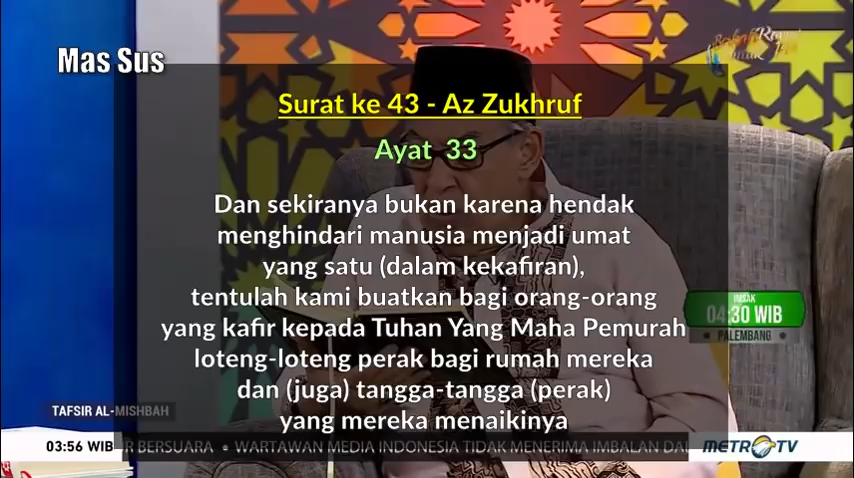 Mas Sus
Surat ke 43 - Az Zukhruf
Ayat 33
Dan sekiranya bukan karena hendak
menghindari manusia menjadi umat
yang satu (dalam kekafiran),
tentulah kami buatkan bagi orang-orang
yang kafir kepada Tuhan Yang Maha Pemurah
loteng-loteng perak bagi rumah mereka
dan (juga) tangga-tangga (perak)
yang mereka menaikinya
IMSAK
04:30 WIB
PALEMBANG
TAFSIR AL-MISHBAH
03:56 WIB
R BERSUARA • WARTAWAN MEDIA INDONESIA TIDAK MENERIMA IMBALAN DA
METRO TV